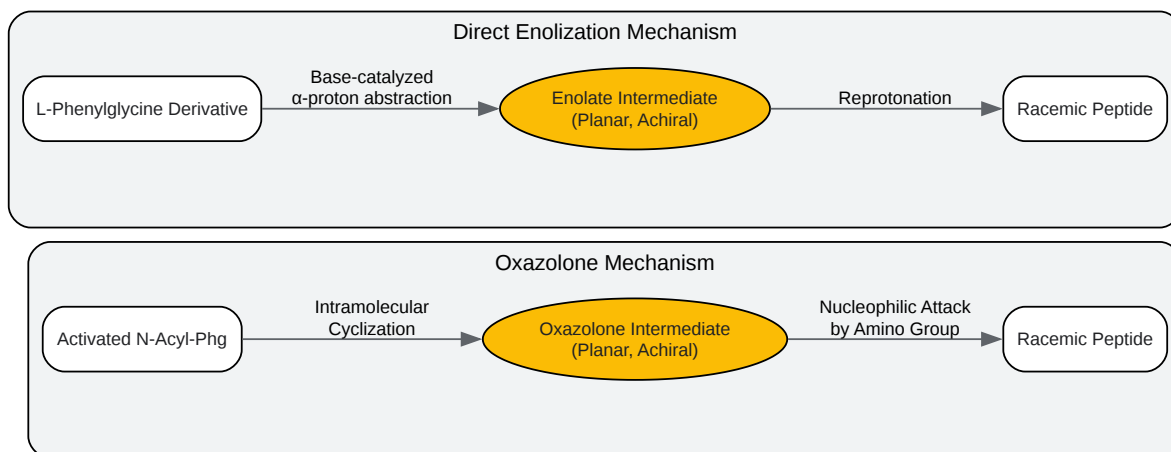 Direct Enolization Mechanism
L-Phenylglycine Derivative
Base-catalyzed
α-proton abstraction
Enolate Intermediate
(Planar, Achiral)
Reprotonation
Racemic Peptide
Oxazolone Mechanism
Activated N-Acyl-Phg
Intramolecular
Cyclization
Oxazolone Intermediate
(Planar, Achiral)
Nucleophilic Attack
by Amino Group
Racemic Peptide